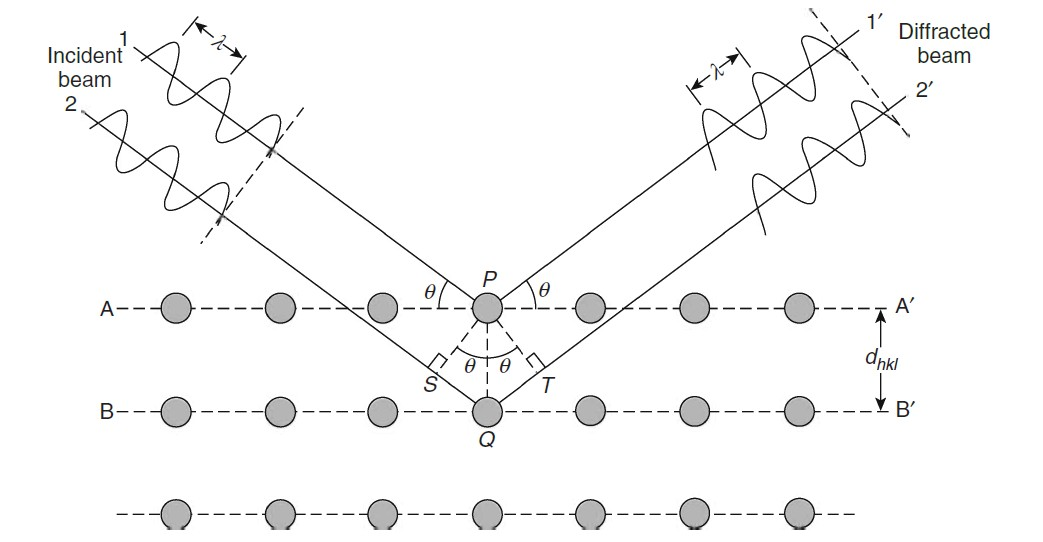 1
Incident
beam
2
λ
λ
1′
Diffracted
beam
2′
P
θ
θ
A
A′
θ
θ
S
T
d_hkl
B
B′
Q